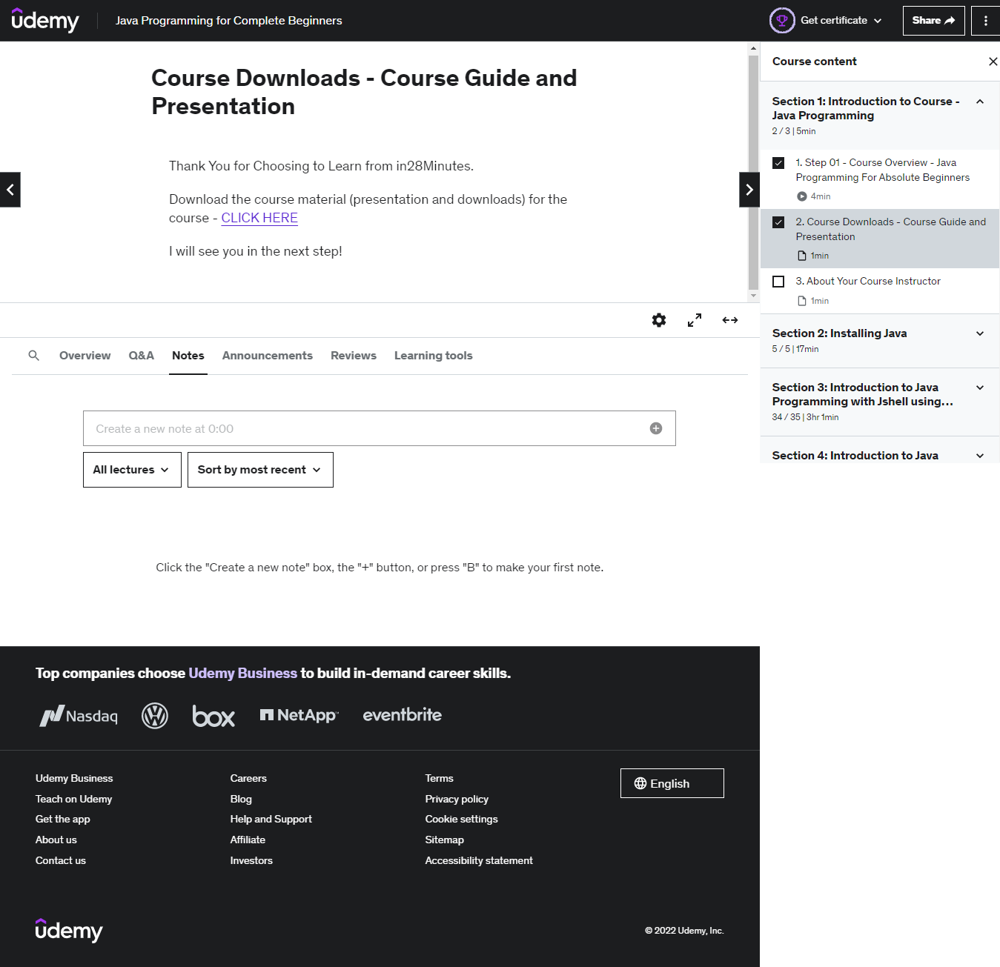 udemy
Java Programming for Complete Beginners
Get certificate
Share
Course Downloads - Course Guide and
Presentation
Thank You for Choosing to Learn from in28Minutes.
Download the course material (presentation and downloads) for the
course - CLICK HERE
I will see you in the next step!
Course content
Section 1: Introduction to Course -
Java Programming
2 / 3 | 5min
1. Step 01 - Course Overview - Java
Programming For Absolute Beginners
4min
2. Course Downloads - Course Guide and
Presentation
1min
3. About Your Course Instructor
1min
Section 2: Installing Java
5 / 5 | 17min
Section 3: Introduction to Java
Programming with Jshell using...
34 / 35 | 3hr 1min
Section 4: Introduction to Java
Overview
Q&A
Notes
Announcements
Reviews
Learning tools
Create a new note at 0:00
All lectures
Sort by most recent
Click the "Create a new note" box, the "+" button, or press "B" to make your first note.
Top companies choose Udemy Business to build in-demand career skills.
Nasdaq
box
NetApp
eventbrite
Udemy Business
Teach on Udemy
Get the app
About us
Contact us
Careers
Blog
Help and Support
Affiliate
Investors
Terms
Privacy policy
Cookie settings
Sitemap
Accessibility statement
English
udemy
© 2022 Udemy, Inc.